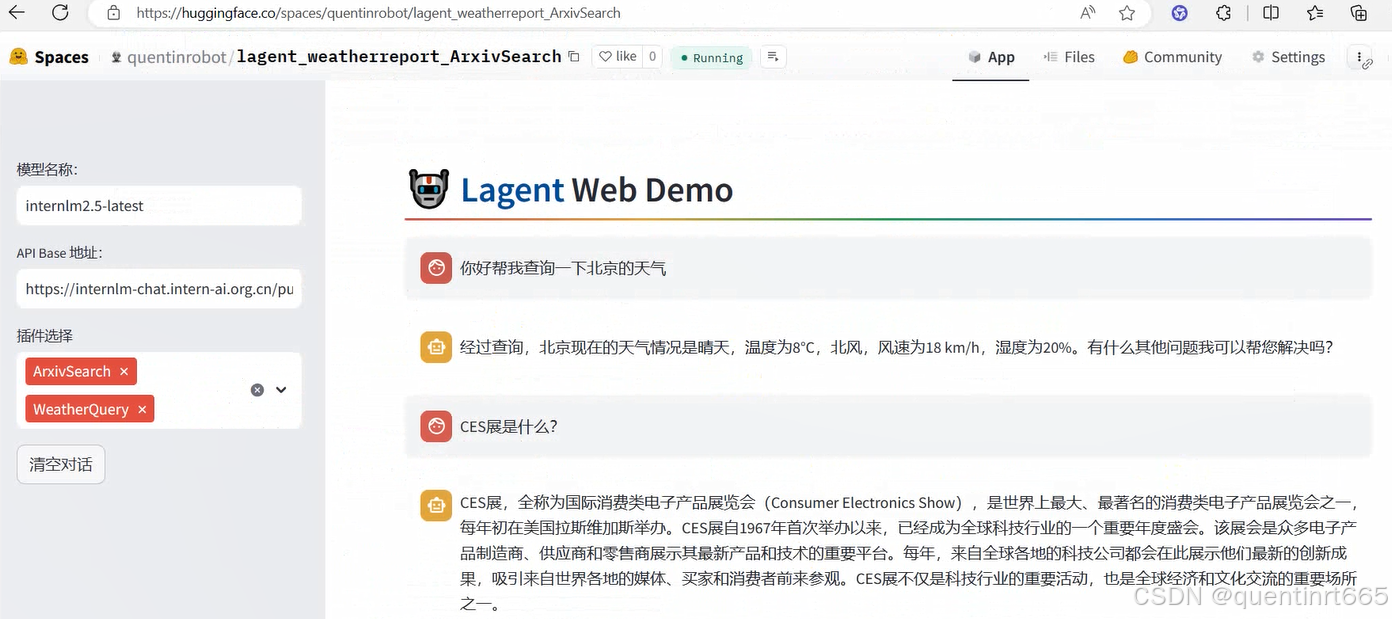 https://huggingface.co/spaces/quentinrobot/lagent_weatherreport_ArxivSearch
Spaces quentinrobot/lagent_weatherreport_ArxivSearch like 0 Running App Files Community Settings
模型名称：
internlm2.5-latest
API Base 地址：
https://internlm-chat.intern-ai.org.cn/pu
插件选择
ArxivSearch ×
WeatherQuery ×
清空对话
Lagent Web Demo
你好帮我查询一下北京的天气
经过查询，北京现在的天气情况是晴天，温度为8°C，北风，风速为18 km/h，湿度为20%。有什么其他问题我可以帮您解决吗？
CES展是什么？
CES展，全称为国际消费类电子产品展览会（Consumer Electronics Show），是世界上最大、最著名的消费类电子产品展览会之一，
每年初在美国拉斯维加斯举办。CES展自1967年首次举办以来，已经成为全球科技行业的一个重要年度盛会。该展会是众多电子产
品制造商、供应商和零售商展示其最新产品和技术的重要平台。每年，来自全球各地的科技公司都会在此展示他们最新的创新成
果，吸引来自世界各地的媒体、买家和消费者前来参观。CES展不仅是科技行业的重要活动，也是全球经济和文化交流的重要场所
之一。
CSDN @quentinrt665